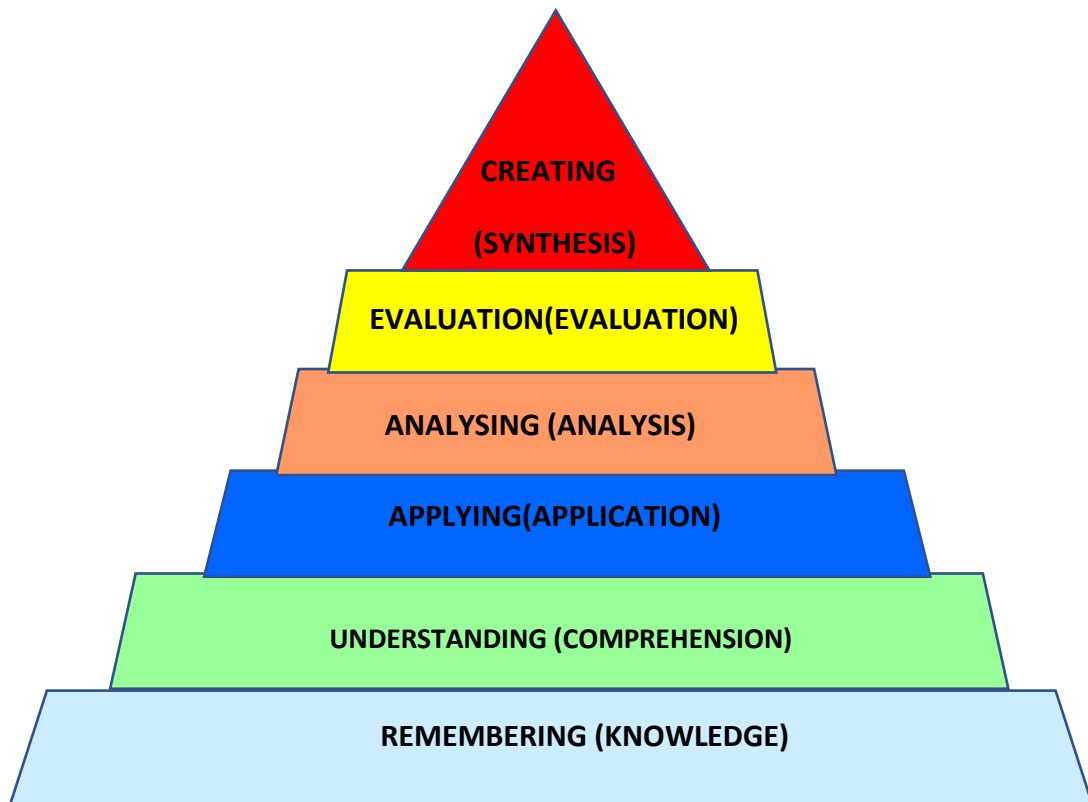 CREATING
(SYNTHESIS)
EVALUATION(EVALUATION)
ANALYSING (ANALYSIS)
APPLYING(APPLICATION)
UNDERSTANDING (COMPREHENSION)
REMEMBERING (KNOWLEDGE)